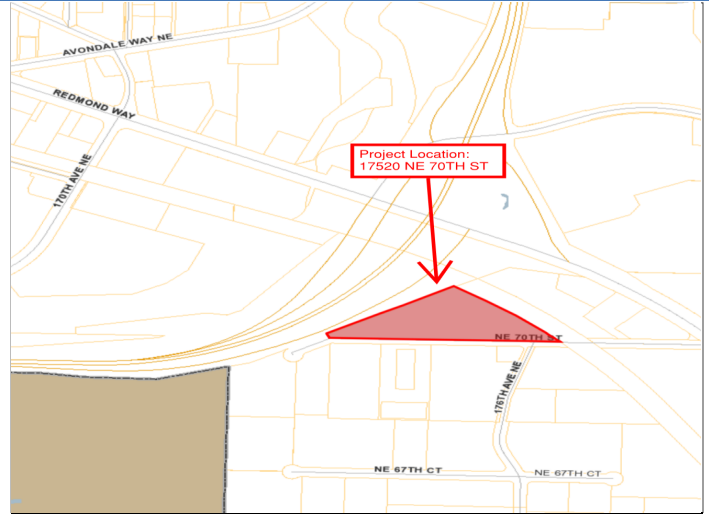 AVONDALE WAY NE
REDMOND WAY
170TH AVE NE
Project Location:
17520 NE 70TH ST
NE 70TH ST
176TH AVE NE
NE 67TH CT
NE 67TH CT